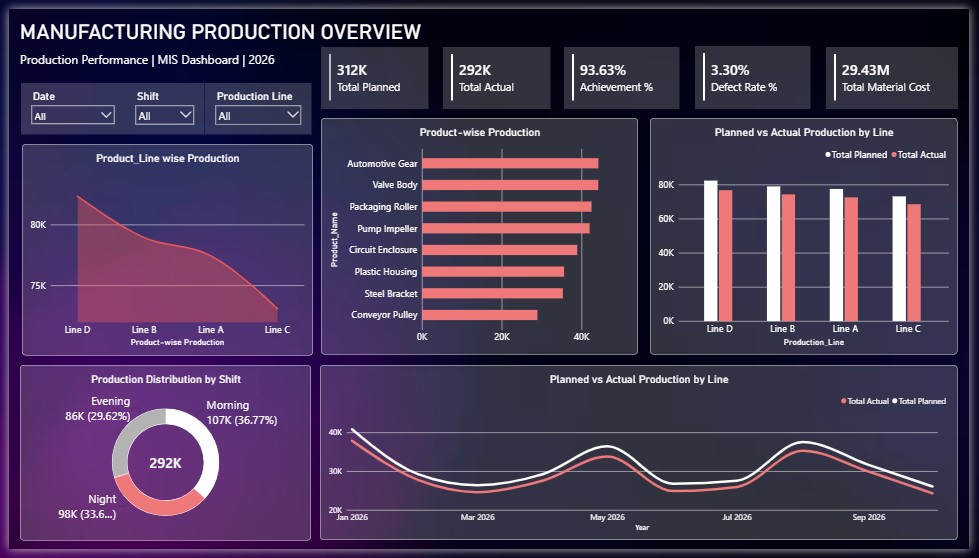 MANUFACTURING PRODUCTION OVERVIEW
Production Performance | MIS Dashboard | 2026
312K
Total Planned
292K
Total Actual
93.63%
Achievement %
3.30%
Defect Rate %
29.43M
Total Material Cost
Date
All
Shift
All
Production Line
All
Product_Line wise Production
80K
75K
Line D
Line B
Line A
Line C
Product-wise Production
Product-wise Production
Product_Name
Automotive Gear
Valve Body
Packaging Roller
Pump Impeller
Circuit Enclosure
Plastic Housing
Steel Bracket
Conveyor Pulley
0K
20K
40K
Planned vs Actual Production by Line
Total Planned
Total Actual
80K
60K
40K
20K
0K
Line D
Line B
Line A
Line C
Production_Line
Production Distribution by Shift
Evening
86K (29.62%)
Morning
107K (36.77%)
292K
Night
98K (33.6...)
Planned vs Actual Production by Line
Total Actual
Total Planned
40K
30K
20K
Jan 2026
Mar 2026
May 2026
Jul 2026
Sep 2026
Year